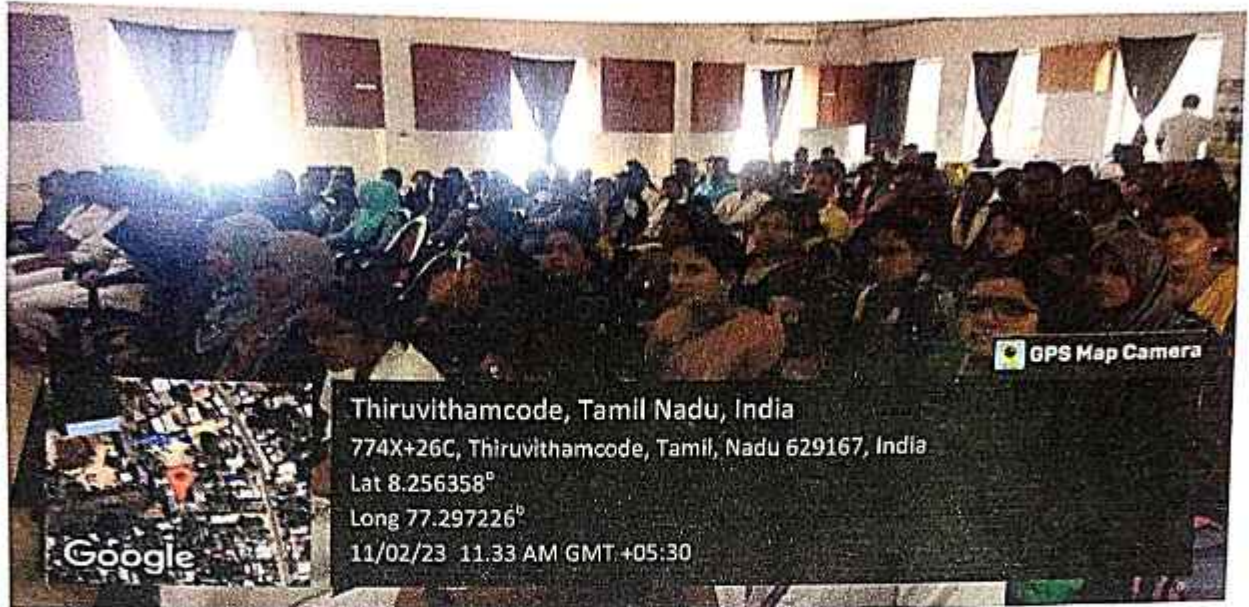 GPS Map Camera
Thiruvithamcode, Tamil Nadu, India
774X+26C, Thiruvithamcode, Tamil, Nadu 629167, India
Lat 8.256358°
Long 77.297226°
11/02/23 11.33 AM GMT +05:30
Google